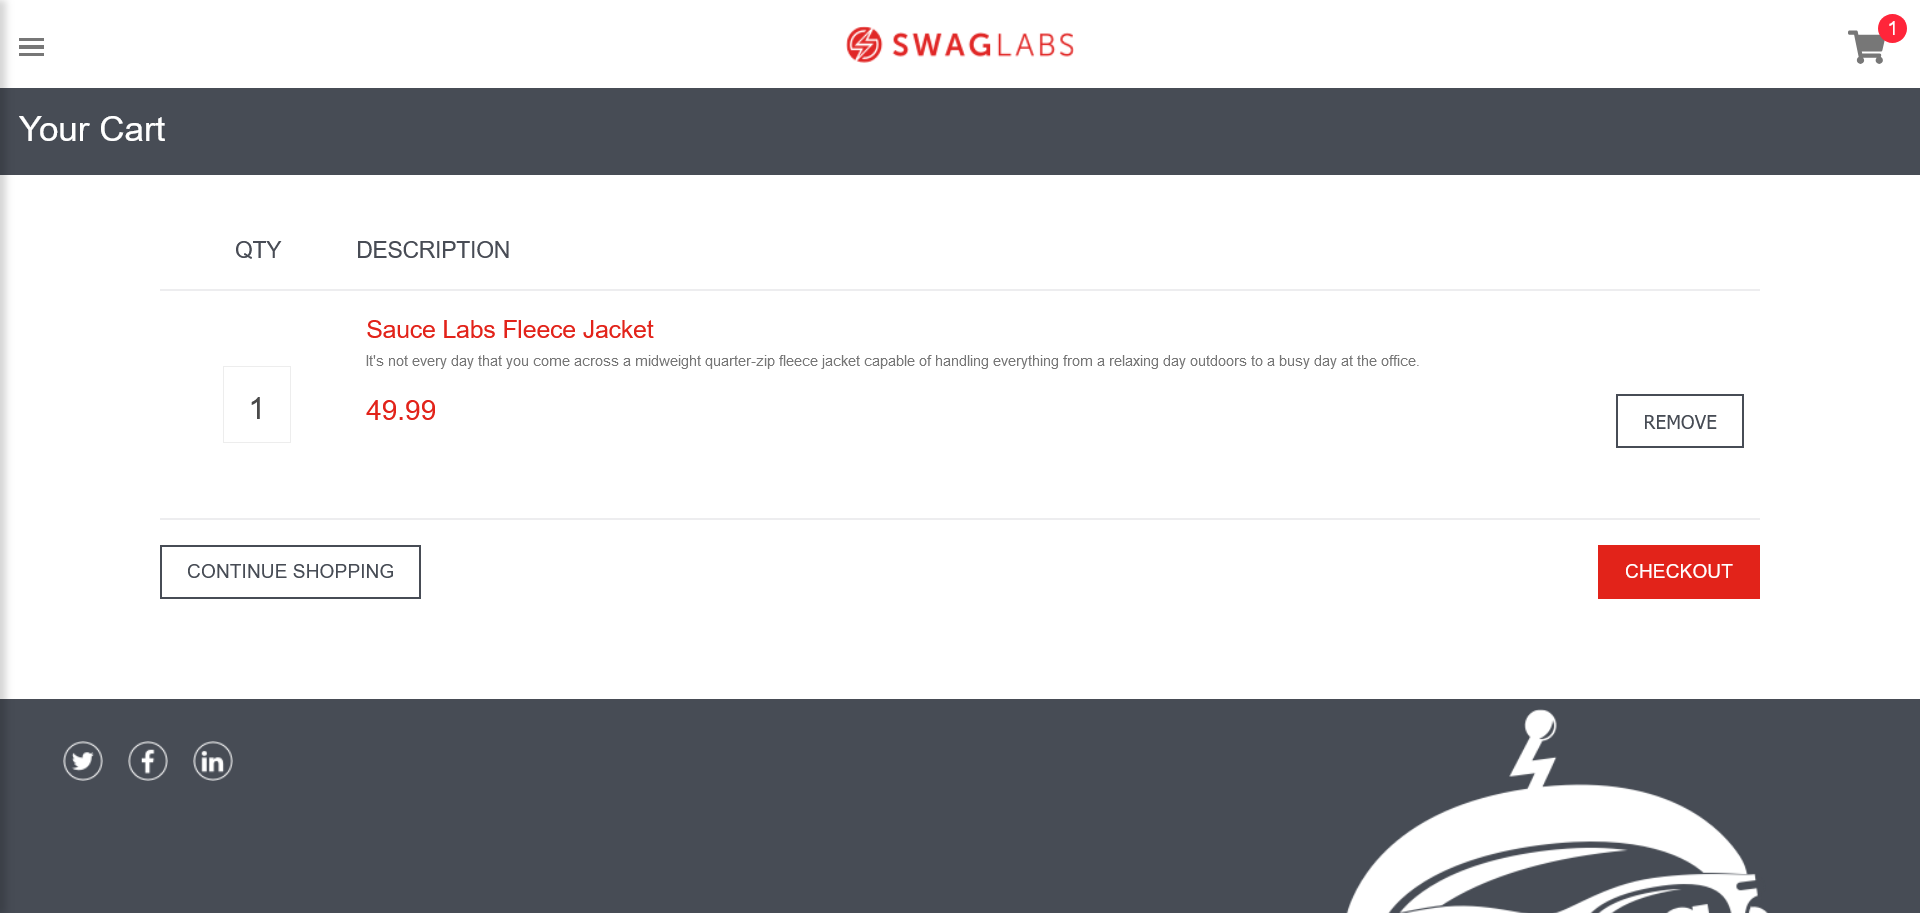 SWAGLABS
1
Your Cart
QTY DESCRIPTION
Sauce Labs Fleece Jacket
It's not every day that you come across a midweight quarter-zip fleece jacket capable of handling everything from a relaxing day outdoors to a busy day at the office.
1
49.99
REMOVE
CONTINUE SHOPPING
CHECKOUT